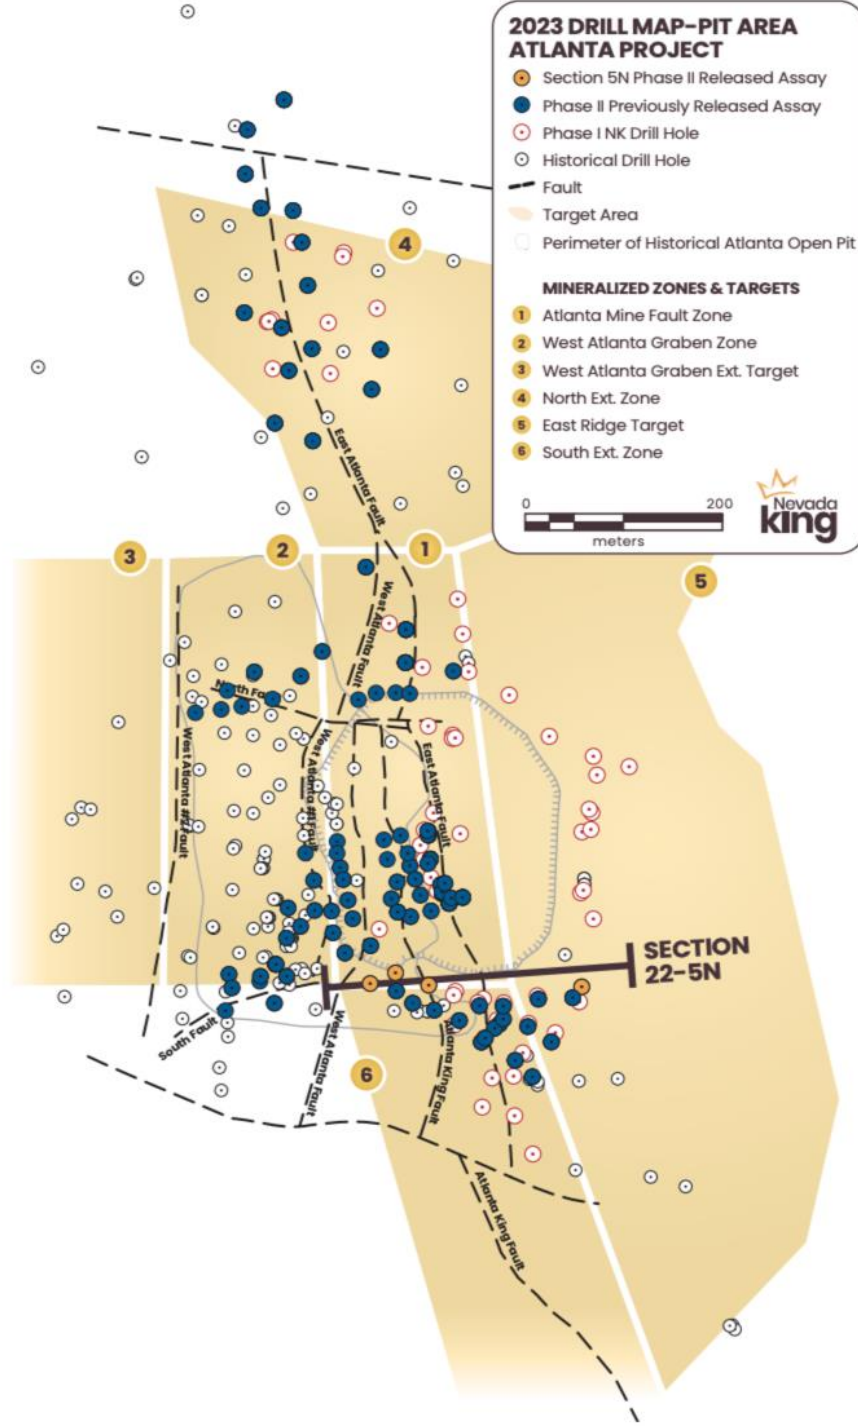 2023 DRILL MAP-PIT AREA
ATLANTA PROJECT
Section 5N Phase II Released Assay
Phase II Previously Released Assay
Phase I NK Drill Hole
Historical Drill Hole
Fault
Target Area
Perimeter of Historical Atlanta Open Pit
MINERALIZED ZONES & TARGETS
1 Atlanta Mine Fault Zone
2 West Atlanta Graben Zone
3 West Atlanta Graben Ext. Target
4 North Ext. Zone
5 East Ridge Target
6 South Ext. Zone
0 200
meters
Nevada
king
4
East Atlanta Fault
3
2
1
5
West Atlanta Fault
North Fa
West Atlanta #2 Fault
West Atlanta #1 Fault
East Atlanta Fault
SECTION
22-5N
South Fault
West Atlanta Fault
6
Atlanta King Fault
Atlanta King Fault